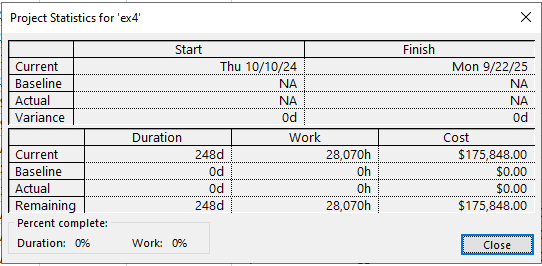 Project Statistics for 'ex4'
Start Finish
Current Thu 10/10/24 Mon 9/22/25
Baseline NA NA
Actual NA NA
Variance 0d 0d
Duration Work Cost
Current 248d 28,070h $175,848.00
Baseline 0d 0h $0.00
Actual 0d 0h $0.00
Remaining 248d 28,070h $175,848.00
Percent complete:
Duration: 0% Work: 0%
Close